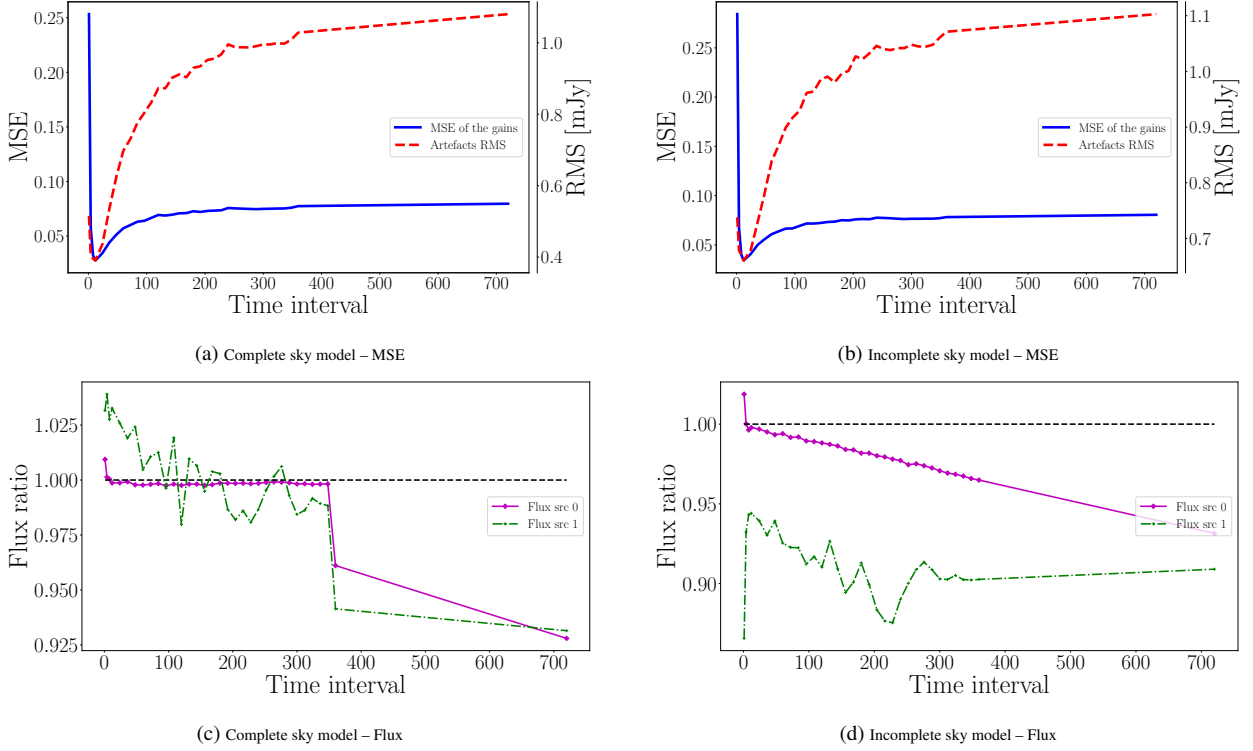 0.25
0.20
0.15
0.10
0.05
MSE
1.0
0.8
0.6
0.4
RMS [mJy]
MSE of the gains
Artefacts RMS
0 100 200 300 400 500 600 700
Time interval
(a) Complete sky model – MSE
0.25
0.20
0.15
0.10
0.05
MSE
1.1
1.0
0.9
0.8
0.7
RMS [mJy]
MSE of the gains
Artefacts RMS
0 100 200 300 400 500 600 700
Time interval
(b) Incomplete sky model – MSE
1.025
1.000
0.975
0.950
0.925
Flux ratio
Flux src 0
Flux src 1
0 100 200 300 400 500 600 700
Time interval
(c) Complete sky model – Flux
1.00
0.95
0.90
Flux ratio
Flux src 0
Flux src 1
0 100 200 300 400 500 600 700
Time interval
(d) Incomplete sky model – Flux